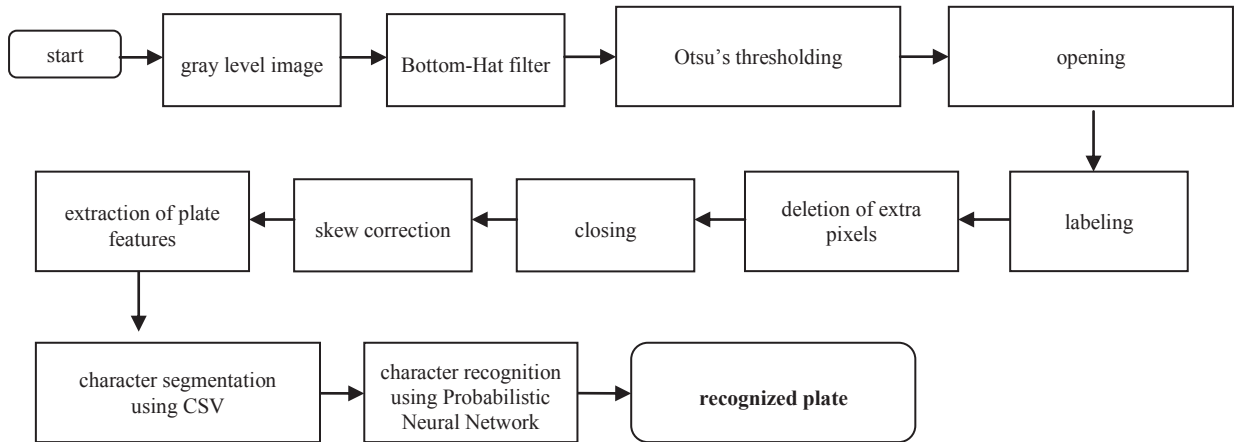 start
gray level image
Bottom-Hat filter
Otsu’s thresholding
opening
labeling
deletion of extra
pixels
closing
skew correction
extraction of plate
features
character segmentation
using CSV
character recognition
using Probabilistic
Neural Network
recognized plate